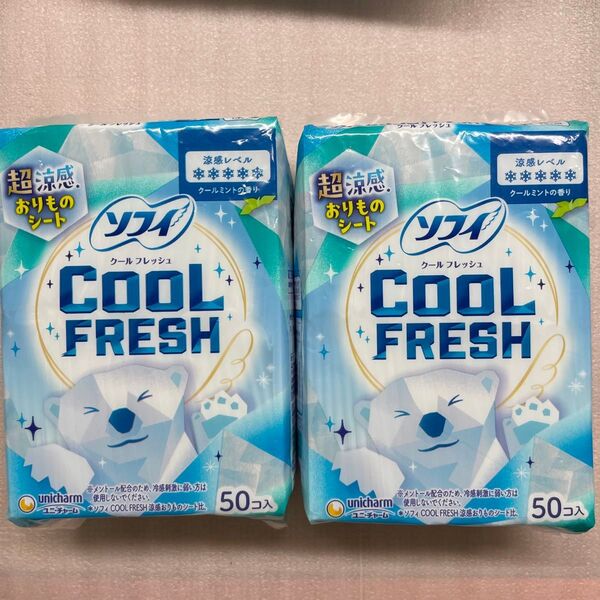 超涼感※
おりもの
シート
涼感レベル
クールミントの香り
ソフィ
クール フレッシュ
COOL
FRESH
※メントール配合のため、冷感刺激に弱い方は
使用しないでください。
※ソフィ COOL FRESH 涼感おりものシート比。
unicharm
ユニ・チャーム
50コ入
クール フレッシュ
超涼感※
おりもの
シート
涼感レベル
クールミントの香り
ソフィ
クール フレッシュ
COOL
FRESH
※メントール配合のため、冷感刺激に弱い方は
使用しないでください。
※ソフィ COOL FRESH 涼感おりものシート比。
unicharm
ユニ・チャーム
50コ入